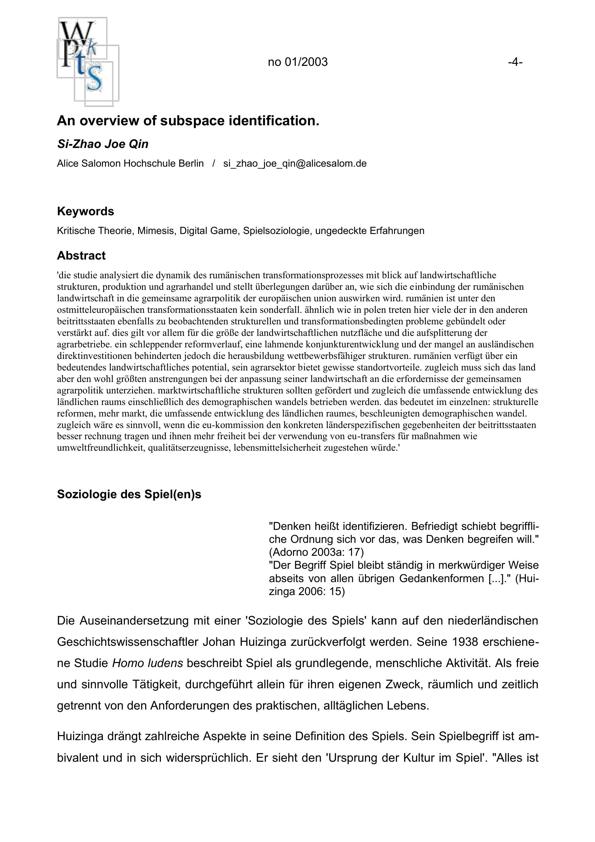 W
P k
t s
S
no 01/2003 -4-
An overview of subspace identification.
Si-Zhao Joe Qin
Alice Salomon Hochschule Berlin / si_zhao_joe_qin@alicesalom.de
Keywords
Kritische Theorie, Mimesis, Digital Game, Spielsoziologie, ungedeckte Erfahrungen
Abstract
'die studie analysiert die dynamik des rumänischen transformationsprozesses mit blick auf landwirtschaftliche
strukturen, produktion und agrarhandel und stellt überlegungen darüber an, wie sich die einbindung der rumänischen
landwirtschaft in die gemeinsame agrarpolitik der europäischen union auswirken wird. rumänien ist unter den
ostmitteleuropäischen transformationsstaaten kein sonderfall. ähnlich wie in polen treten hier viele der in den anderen
beitrittsstaaten ebenfalls zu beobachtenden strukturellen und transformationsbedingten probleme gebündelt oder
verstärkt auf. dies gilt vor allem für die größe der landwirtschaftlichen nutzfläche und die aufsplitterung der
agrarbetriebe. ein schleppender reformverlauf, eine lahmende konjunkturentwicklung und der mangel an ausländischen
direktinvestitionen behinderten jedoch die herausbildung wettbewerbsfähiger strukturen. rumänien verfügt über ein
bedeutendes landwirtschaftliches potential, sein agrarsektor bietet gewisse standortvorteile. zugleich muss sich das land
aber den wohl größten anstrengungen bei der anpassung seiner landwirtschaft an die erfordernisse der gemeinsamen
agrarpolitik unterziehen. marktwirtschaftliche strukturen sollten gefördert und zugleich die umfassende entwicklung des
ländlichen raums einschließlich des demographischen wandels betrieben werden. das bedeutet im einzelnen: strukturelle
reformen, mehr markt, die umfassende entwicklung des ländlichen raumes, beschleunigten demographischen wandel.
zugleich wäre es sinnvoll, wenn die eu-kommission den konkreten länderspezifischen gegebenheiten der beitrittsstaaten
besser rechnung tragen und ihnen mehr freiheit bei der verwendung von eu-transfers für maßnahmen wie
umweltfreundlichkeit, qualitätserzeugnisse, lebensmittelsicherheit zugestehen würde.'
Soziologie des Spiel(en)s
"Denken heißt identifizieren. Befriedigt schiebt begriffli-
che Ordnung sich vor das, was Denken begreifen will."
(Adorno 2003a: 17)
"Der Begriff Spiel bleibt ständig in merkwürdiger Weise
abseits von allen übrigen Gedankenformen [...]." (Hui-
zinga 2006: 15)
Die Auseinandersetzung mit einer 'Soziologie des Spiels' kann auf den niederländischen
Geschichtswissenschaftler Johan Huizinga zurückverfolgt werden. Seine 1938 erschiene-
ne Studie Homo ludens beschreibt Spiel als grundlegende, menschliche Aktivität. Als freie
und sinnvolle Tätigkeit, durchgeführt allein für ihren eigenen Zweck, räumlich und zeitlich
getrennt von den Anforderungen des praktischen, alltäglichen Lebens.
Huizinga drängt zahlreiche Aspekte in seine Definition des Spiels. Sein Spielbegriff ist am-
bivalent und in sich widersprüchlich. Er sieht den 'Ursprung der Kultur im Spiel'. "Alles ist